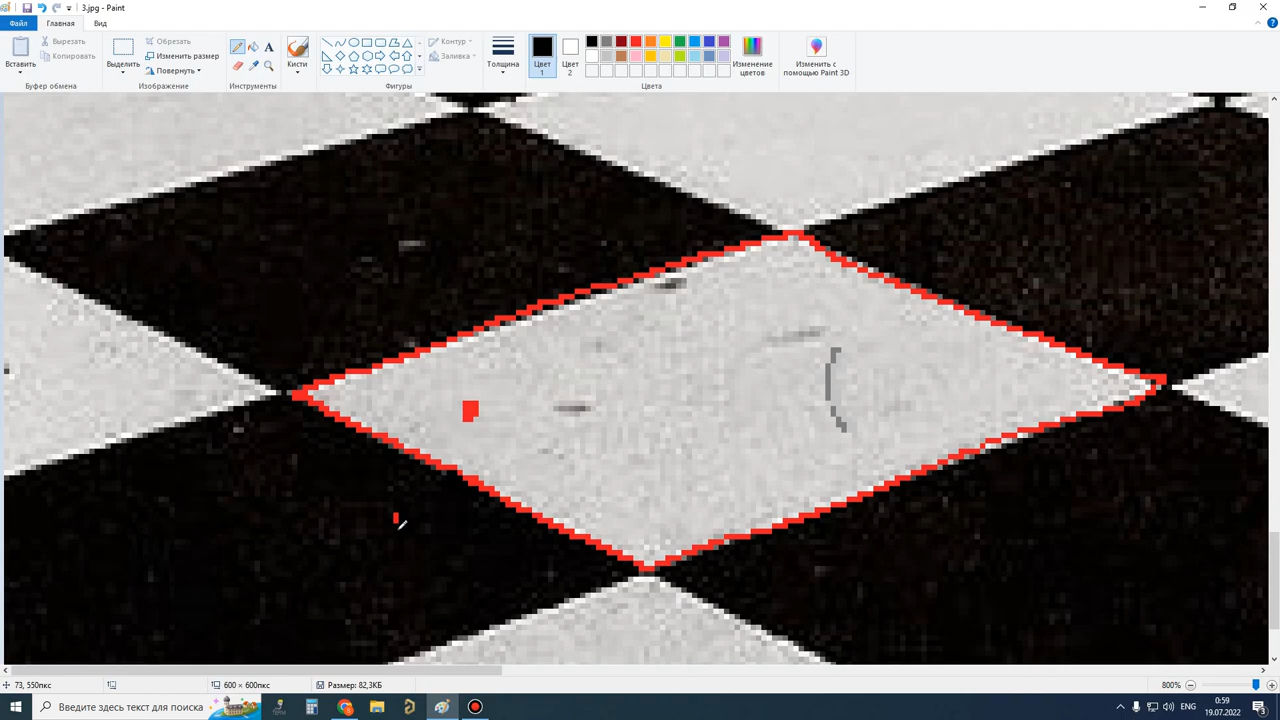 3.jpg - Paint
Файл Главная Вид
Вставить
Вырезать
Копировать
Буфер обмена
Выделить
Обрезать
Изменить размер
Повернуть
Изображение
A
Инструменты
Кисти
Контур
Заливка
Фигуры
Толщина
Цвет 1
Цвет 2
Изменение цветов
Цвета
Изменить с помощью Paint 3D
73, 550пкс
600 × 600пкс
Размер: 82,3КБ
800%
Введите здесь текст для поиска
TERM
ENG
0:59
19.07.2022
3